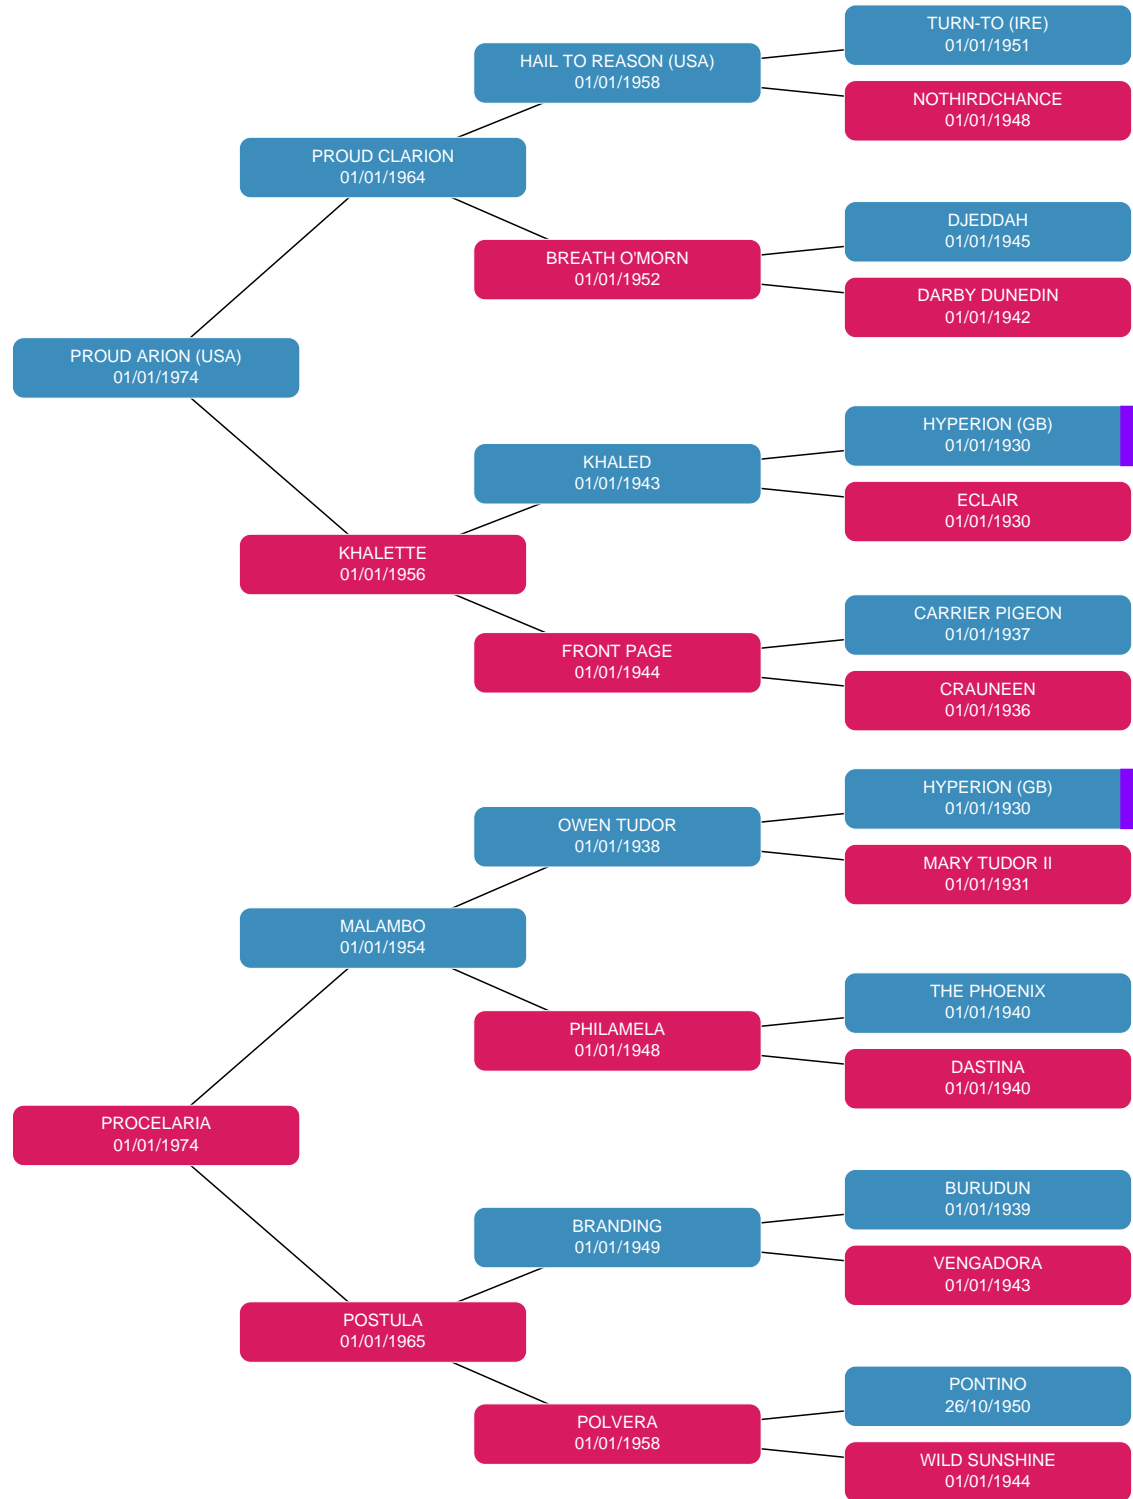 TURN-TO (IRE)
01/01/1951
HAIL TO REASON (USA)
01/01/1958
NOTHIRDCHANCE
01/01/1948
PROUD CLARION
01/01/1964
DJEDDAH
01/01/1945
BREATH O'MORN
01/01/1952
DARBY DUNEDIN
01/01/1942
PROUD ARION (USA)
01/01/1974
HYPERION (GB)
01/01/1930
KHALED
01/01/1943
ECLAIR
01/01/1930
KHALETTE
01/01/1956
CARRIER PIGEON
01/01/1937
FRONT PAGE
01/01/1944
CRAUNEEN
01/01/1936
HYPERION (GB)
01/01/1930
OWEN TUDOR
01/01/1938
MARY TUDOR II
01/01/1931
MALAMBO
01/01/1954
THE PHOENIX
01/01/1940
PHILAMELA
01/01/1948
DASTINA
01/01/1940
PROCELARIA
01/01/1974
BURUDUN
01/01/1939
BRANDING
01/01/1949
VENGADORA
01/01/1943
POSTULA
01/01/1965
PONTINO
26/10/1950
POLVERA
01/01/1958
WILD SUNSHINE
01/01/1944